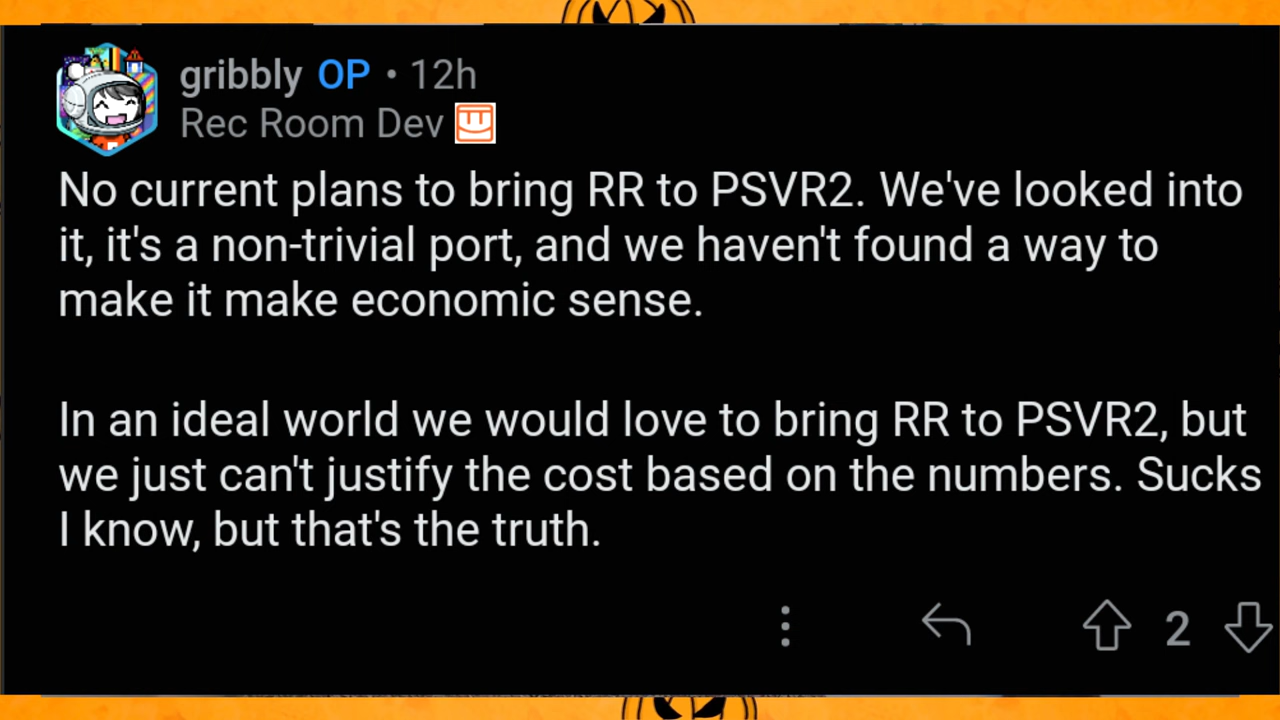 gribbly OP • 12h
Rec Room Dev
No current plans to bring RR to PSVR2. We've looked into
it, it's a non-trivial port, and we haven't found a way to
make it make economic sense.
In an ideal world we would love to bring RR to PSVR2, but
we just can't justify the cost based on the numbers. Sucks
I know, but that's the truth.
2